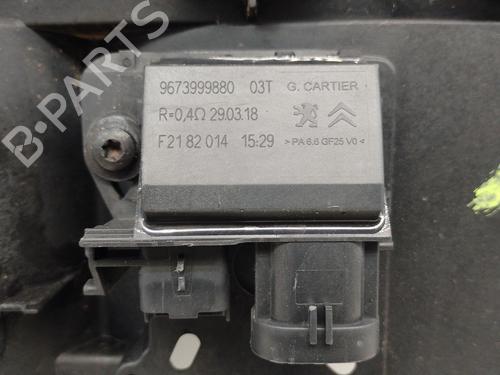 9673999880 03T G. CARTIER
R=0,4Ω 29.03.18
F21 82 014 15:29 >PA 6.6 GF25 V0<
B-PARTS